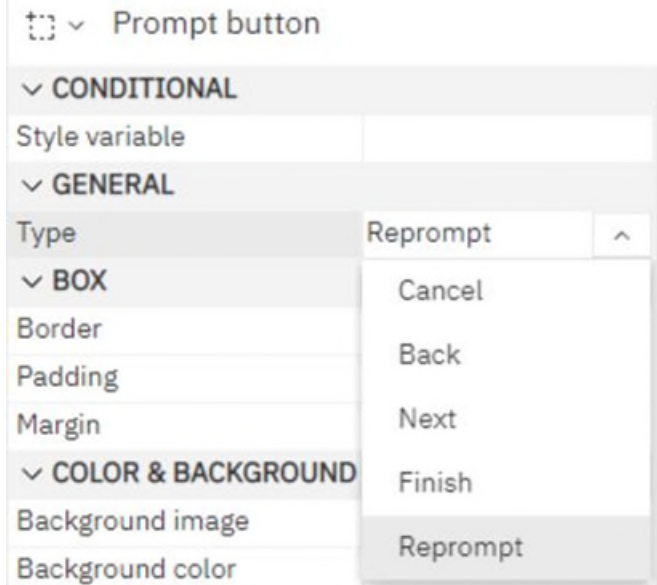 Prompt button
CONDITIONAL
Style variable
GENERAL
Type Reprompt
BOX
Cancel
Border
Back
Padding
Margin
Next
COLOR & BACKGROUND
Finish
Background image
Reprompt
Background color